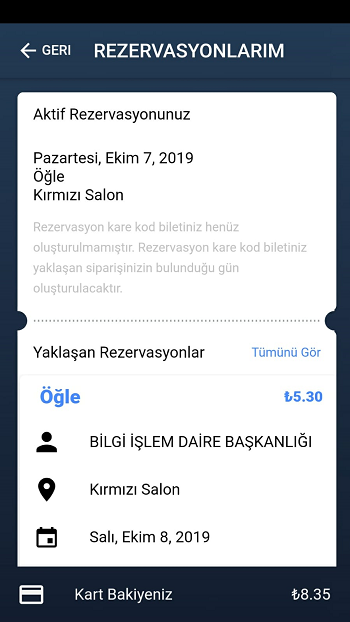 GERİ REZERVASYONLARIM
Aktif Rezervasyonunuz
Pazartesi, Ekim 7, 2019
Öğle
Kırmızı Salon
Rezervasyon kare kod biletiniz henüz
oluşturulmamıştır. Rezervasyon kare kod biletiniz
yaklaşan siparişinizin bulunduğu gün
oluşturulacaktır.
Yaklaşan Rezervasyonlar Tümünü Gör
Öğle ₺5.30
BİLGİ İŞLEM DAİRE BAŞKANLIĞI
Kırmızı Salon
Salı, Ekim 8, 2019
Kart Bakiyeniz ₺8.35